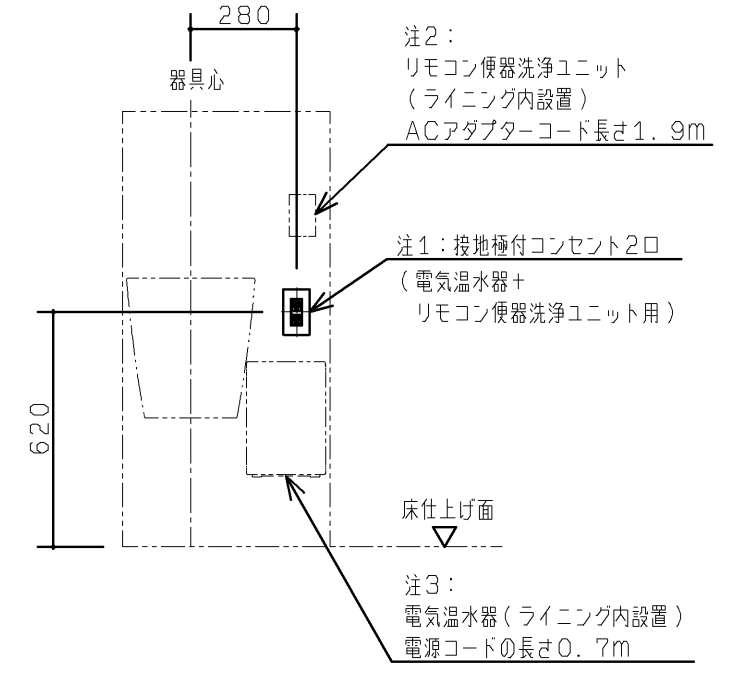 280
器具心
注2：
リモコン便器洗浄ユニット
（ライニング内設置）
ACアダプターコード長さ1．9m
注1：接地極付コンセント2口
（電気温水器＋
リモコン便器洗浄ユニット用）
620
床仕上げ面
注3：
電気温水器（ライニング内設置）
電源コードの長さ0．7m